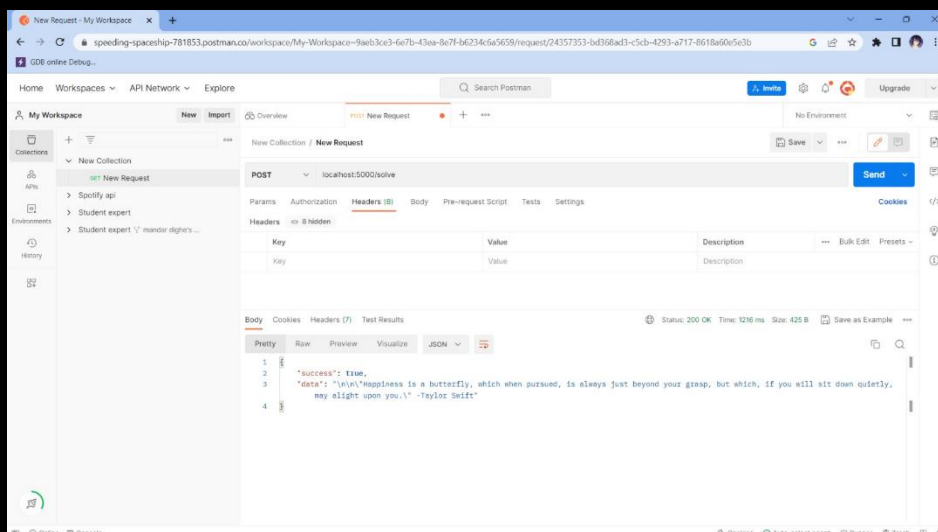 New Request - My Workspace
speeding-spaceship-781853.postman.co/workspace/My-Workspace~9aeb3ce3-6e7b-43ea-8e7f-b6234c6a5659/request/24357353-bd368ad3-c5cb-4293-a717-8618a60e5e3b
GDB online Debug...
Home Workspaces API Network Explore Search Postman Invite Upgrade
My Workspace New Import Overview POST New Request No Environment
Collections
New Collection / New Request Save
New Collection
GET New Request
POST localhost:5000/solve Send
APIs
Spotify api
Student expert
Student expert \/ mandar dighe's ...
Environments
History
Params Authorization Headers (8) Body Pre-request Script Tests Settings Cookies
Headers 8 hidden
Key Value Description Bulk Edit Presets
Key Value Description
Body Cookies Headers (7) Test Results Status: 200 OK Time: 1216 ms Size: 425 B Save as Example
Pretty Raw Preview Visualize JSON
1 {
2 "success": true,
3 "data": "\n\n\"Happiness is a butterfly, which when pursued, is always just beyond your grasp, but which, if you will sit down quietly,
may alight upon you.\" -Taylor Swift"
4 }